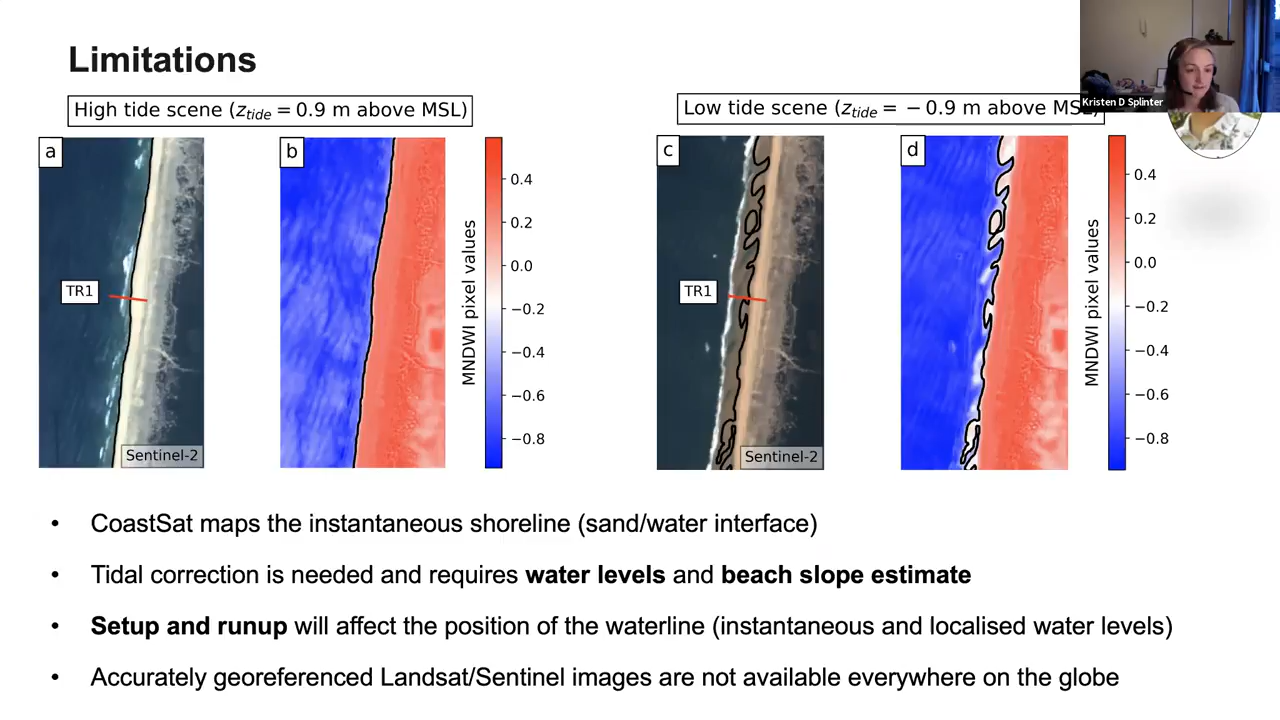 Limitations
Kristen D Splinter
High tide scene (z_tide = 0.9 m above MSL)
Low tide scene (z_tide = −0.9 m above MSL)
a
TR1
Sentinel-2
b
MNDWI pixel values
0.4
0.2
0.0
−0.2
−0.4
−0.6
−0.8
c
TR1
Sentinel-2
d
MNDWI pixel values
0.4
0.2
0.0
−0.2
−0.4
−0.6
−0.8
• CoastSat maps the instantaneous shoreline (sand/water interface)
• Tidal correction is needed and requires water levels and beach slope estimate
• Setup and runup will affect the position of the waterline (instantaneous and localised water levels)
• Accurately georeferenced Landsat/Sentinel images are not available everywhere on the globe